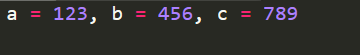 a = 123, b = 456, c = 789